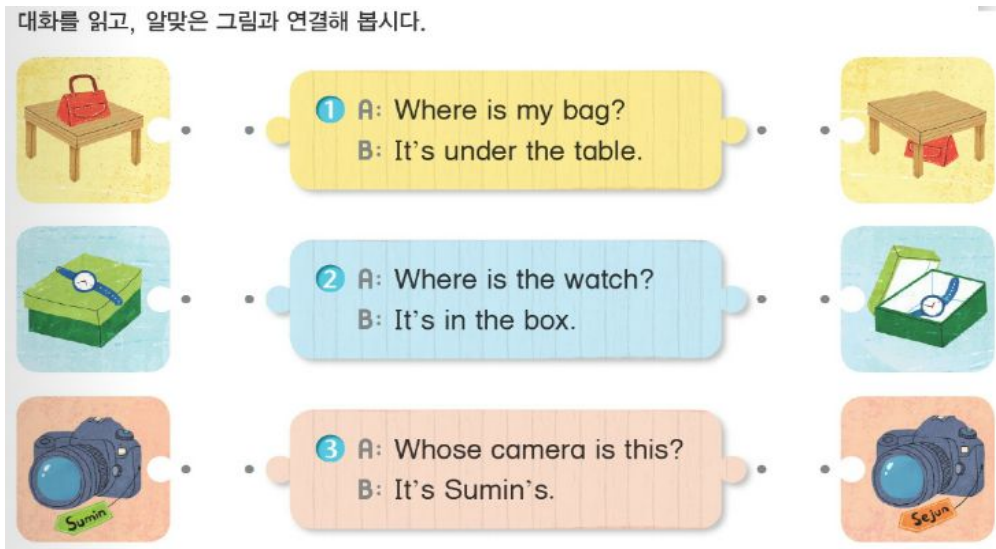 대화를 읽고, 알맞은 그림과 연결해 봅시다.
1 A: Where is my bag?
B: It's under the table.
2 A: Where is the watch?
B: It's in the box.
3 A: Whose camera is this?
B: It's Sumin's.
Sumin
Sejun